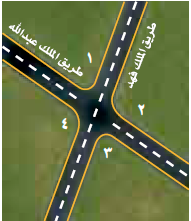 طريق الملك عبدالله
طريق الملك فهد
١
٢
٣
٤